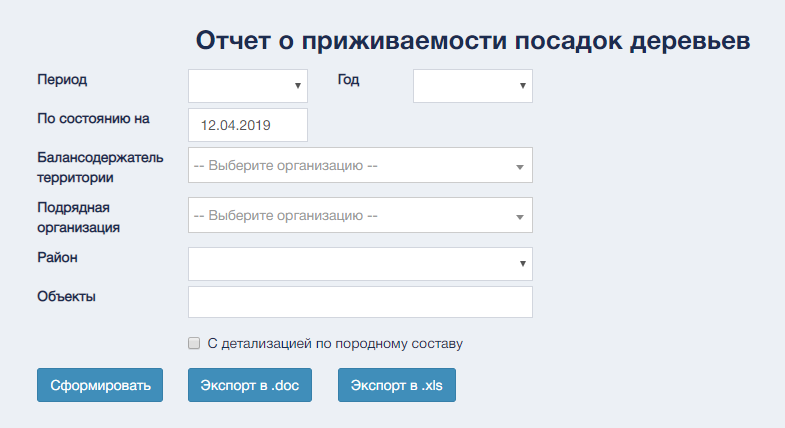 Отчет о приживаемости посадок деревьев
Период
Год
По состоянию на
12.04.2019
Балансодержатель
территории
-- Выберите организацию --
Подрядная
организация
-- Выберите организацию --
Район
Объекты
С детализацией по породному составу
Сформировать
Экспорт в .doc
Экспорт в .xls